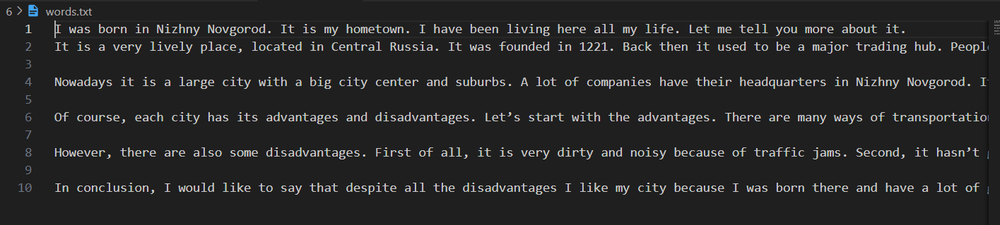 6 > words.txt
1 I was born in Nizhny Novgorod. It is my hometown. I have been living here all my life. Let me tell you more about it.
2 It is a very lively place, located in Central Russia. It was founded in 1221. Back then it used to be a major trading hub. People
3
4 Nowadays it is a large city with a big city center and suburbs. A lot of companies have their headquarters in Nizhny Novgorod.
5
6 Of course, each city has its advantages and disadvantages. Let’s start with the advantages. There are many ways of transportation
7
8 However, there are also some disadvantages. First of all, it is very dirty and noisy because of traffic jams. Second, it hasn’t
9
10 In conclusion, I would like to say that despite all the disadvantages I like my city because I was born there and have a lot of